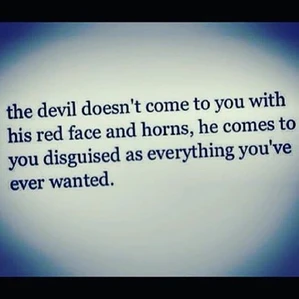 the devil doesn't come to you with
his red face and horns, he comes to
you disguised as everything you've
ever wanted.